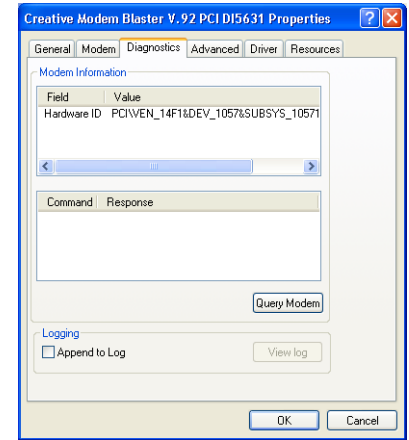 Creative Modem Blaster V.92 PCI DI5631 Properties
General Modem Diagnostics Advanced Driver Resources
Modem Information
Field Value
Hardware ID PCI\VEN_14F1&DEV_1057&SUBSYS_10571
Command Response
Query Modem
Logging
Append to Log View log
OK Cancel